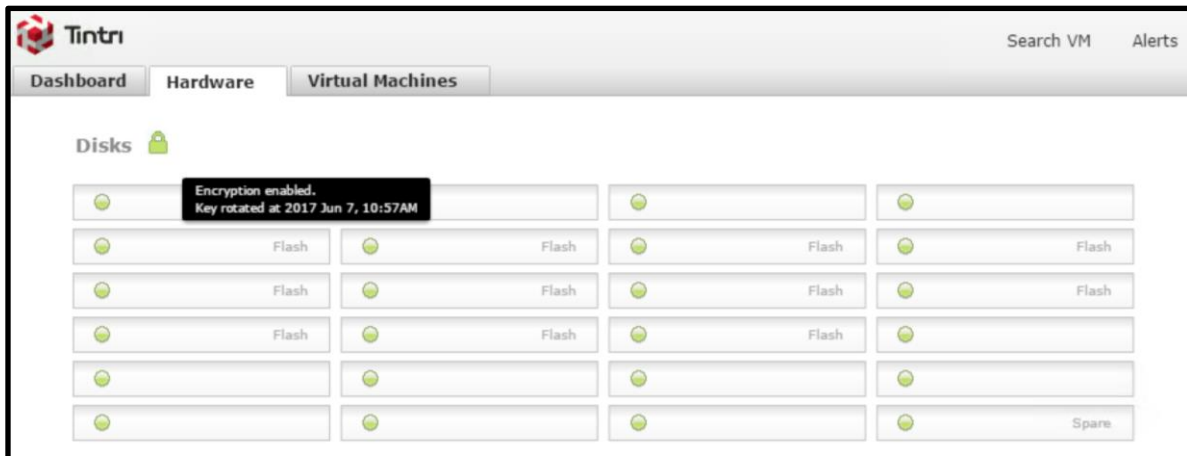 Tintri
Search VM Alerts
Dashboard Hardware Virtual Machines
Disks
Encryption enabled.
Key rotated at 2017 Jun 7, 10:57AM
Flash Flash Flash Flash
Flash Flash Flash Flash
Flash Flash Flash
Spare